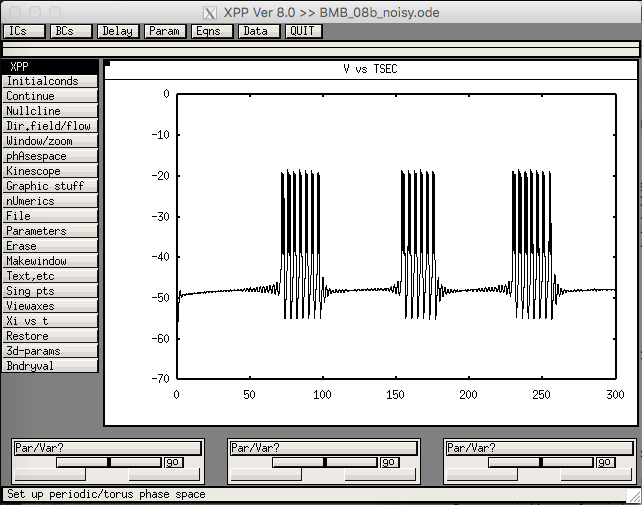 XPP Ver 8.0 >> BMB_08b_noisy.ode
ICs BCs Delay Param Eqns Data QUIT
XPP
Initialconds
Continue
Nullcline
Dir.field/flow
Window/zoom
phAsespace
Kinescope
Graphic stuff
nUmerics
File
Parameters
Erase
Makewindow
Text,etc
Sing pts
Viewaxes
Xi vs t
Restore
3d-params
Bndryval
V vs TSEC
0
-10
-20
-30
-40
-50
-60
-70
0 50 100 150 200 250 300
Par/Var? Par/Var? Par/Var?
go go go
Set up periodic/torus phase space